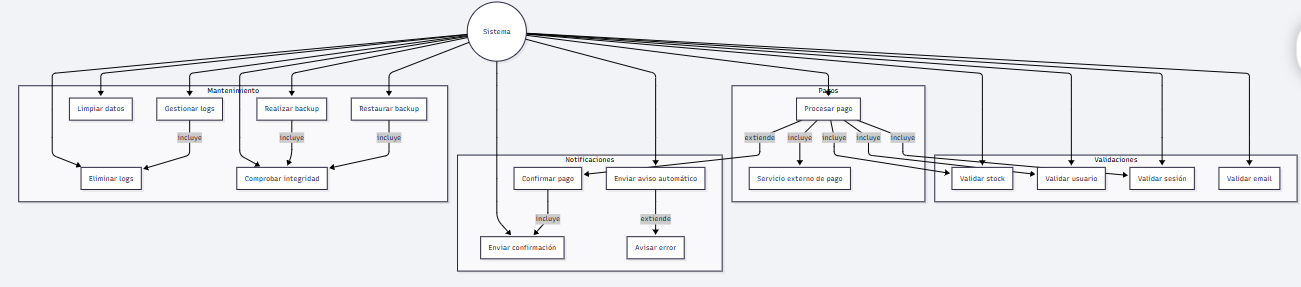 Sistema
Mantenimiento
Pagos
Limpiar datos
Gestionar logs
Realizar backup
Restaurar backup
Procesar pago
incluye
incluye
incluye
extiende
incluye
incluye
incluye
incluye
Notificaciones
Validaciones
Eliminar logs
Comprobar integridad
Confirmar pago
Enviar aviso automático
Servicio externo de pago
Validar stock
Validar usuario
Validar sesión
Validar email
incluye
extiende
Enviar confirmación
Avisar error